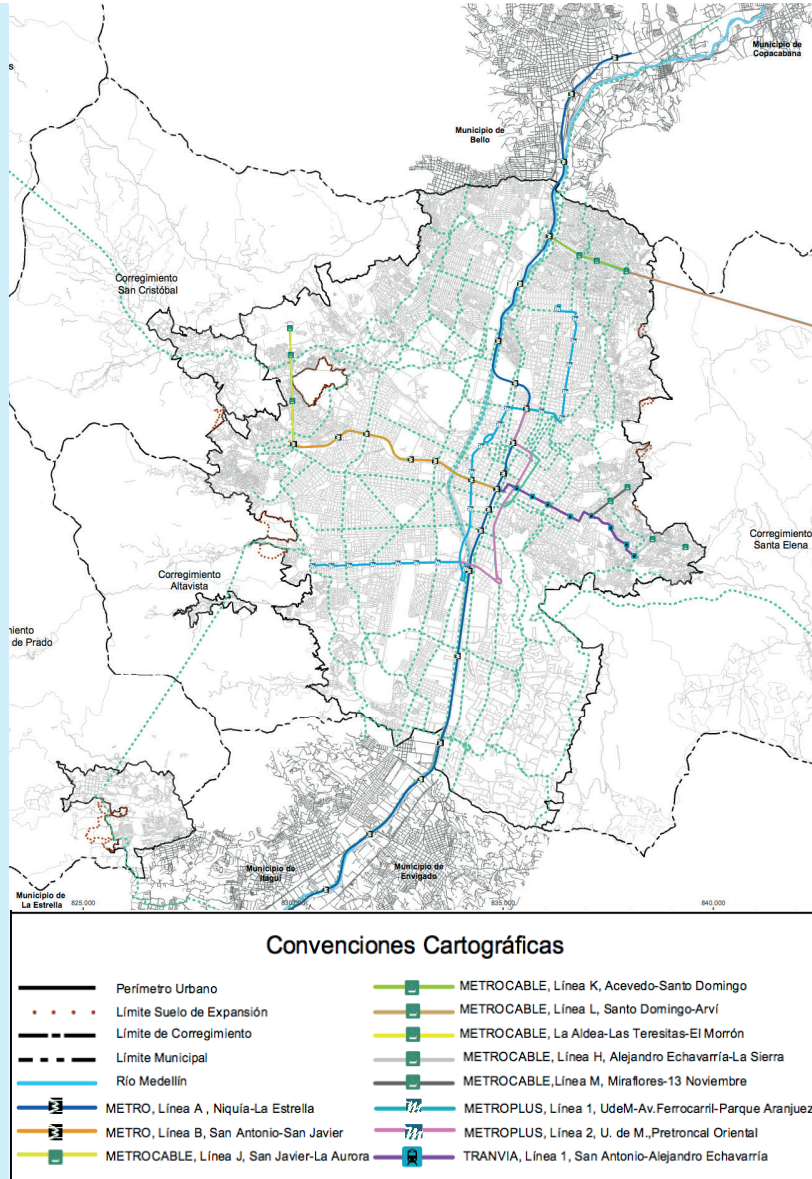 Municipio de
Copacabana
s
Municipio de
Bello
Corregimiento
San Cristóbal
Corregimiento
Santa Elena
Corregimiento
Altavista
niento
de Prado
Municipio de
Itagui
Municipio de
Envigado
Municipio de
La Estrella
825.000
830.000
835.000
840.000
Convenciones Cartográficas
Perímetro Urbano
Límite Suelo de Expansión
Límite de Corregimiento
Límite Municipal
Río Medellín
METRO, Línea A , Niquía-La Estrella
METRO, Línea B, San Antonio-San Javier
METROCABLE, Línea J, San Javier-La Aurora
METROCABLE, Línea K, Acevedo-Santo Domingo
METROCABLE, Línea L, Santo Domingo-Arví
METROCABLE, La Aldea-Las Teresitas-El Morrón
METROCABLE, Línea H, Alejandro Echavarría-La Sierra
METROCABLE,Línea M, Miraflores-13 Noviembre
METROPLUS, Línea 1, UdeM-Av.Ferrocarril-Parque Aranjuez
METROPLUS, Línea 2, U. de M.,Pretroncal Oriental
TRANVIA, Línea 1, San Antonio-Alejandro Echavarría